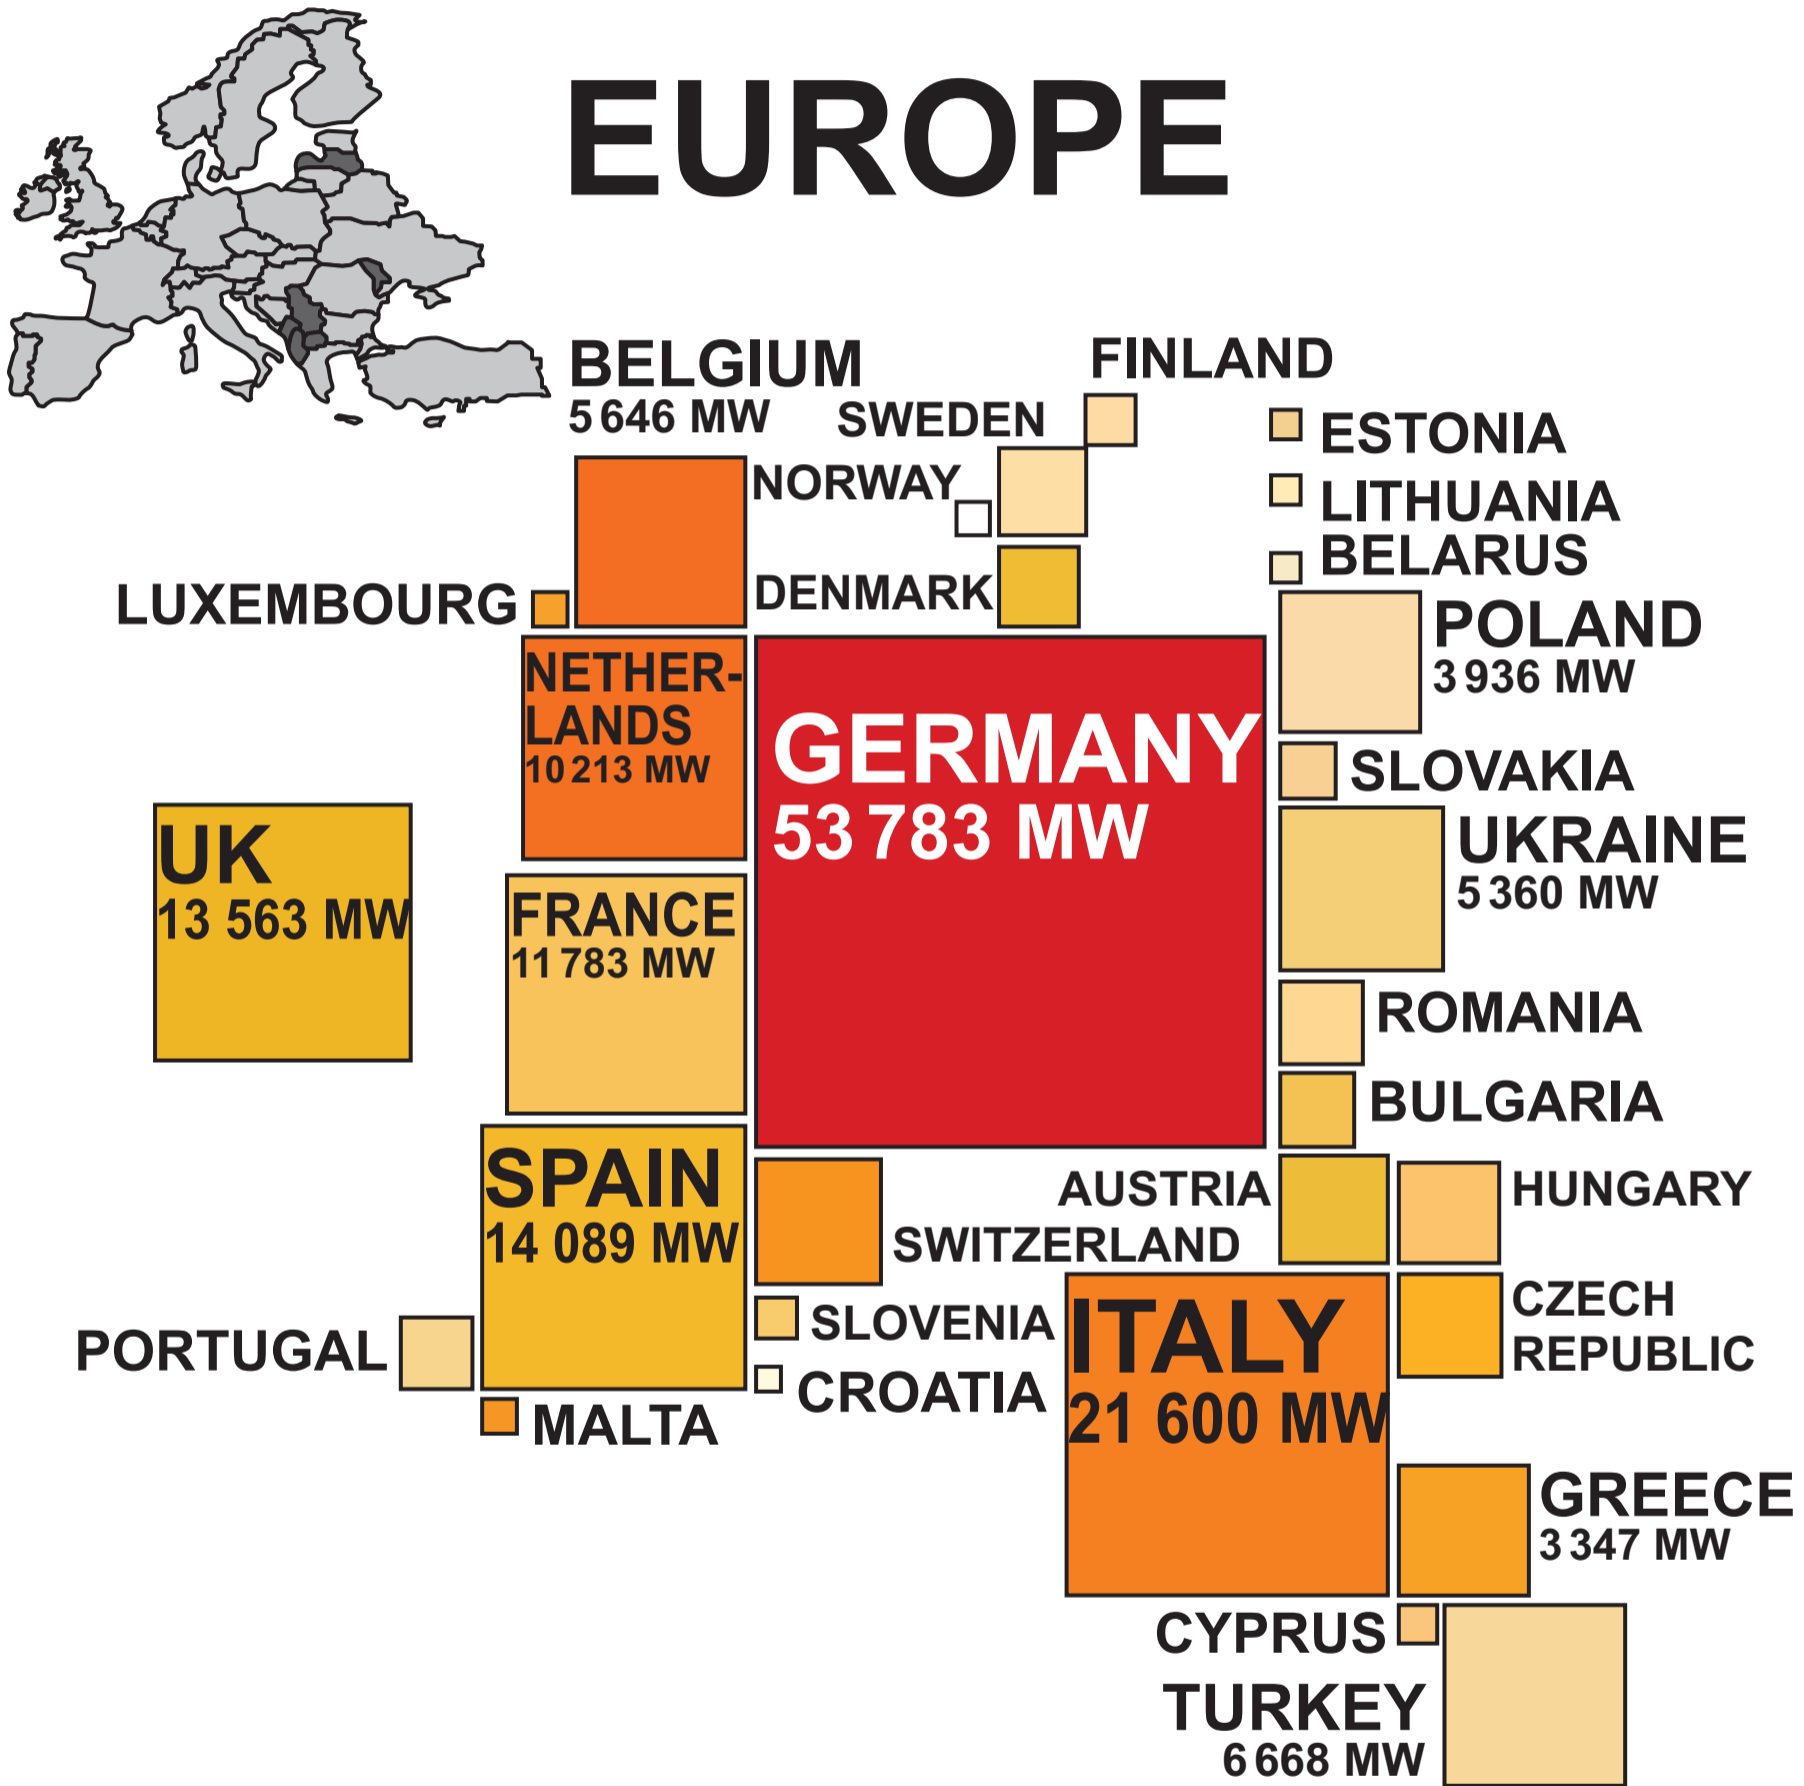 EUROPE
BELGIUM
5 646 MW
FINLAND
SWEDEN
NORWAY
ESTONIA
LITHUANIA
BELARUS
LUXEMBOURG
DENMARK
POLAND
3 936 MW
NETHER-
LANDS
10 213 MW
GERMANY
53 783 MW
SLOVAKIA
UK
13 563 MW
UKRAINE
5 360 MW
FRANCE
11 783 MW
ROMANIA
BULGARIA
SPAIN
14 089 MW
AUSTRIA
HUNGARY
SWITZERLAND
SLOVENIA
ITALY
21 600 MW
CZECH
REPUBLIC
PORTUGAL
CROATIA
MALTA
GREECE
3 347 MW
CYPRUS
TURKEY
6 668 MW